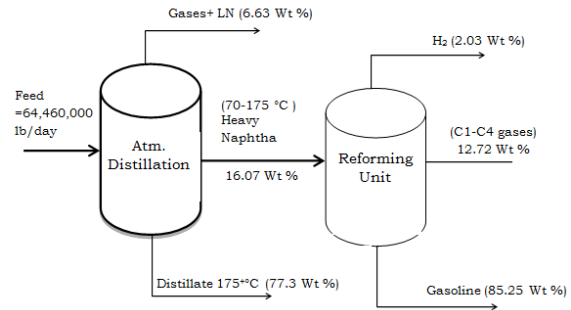 Gases+ LN (6.63 Wt %)
H₂ (2.03 Wt %)
Feed
=64,460,000
lb/day
Atm.
Distillation
(70-175 °C )
Heavy
Naphtha
16.07 Wt %
Reforming
Unit
(C1-C4 gases)
12.72 Wt %
Distillate 175⁺°C (77.3 Wt %)
Gasoline (85.25 Wt %)